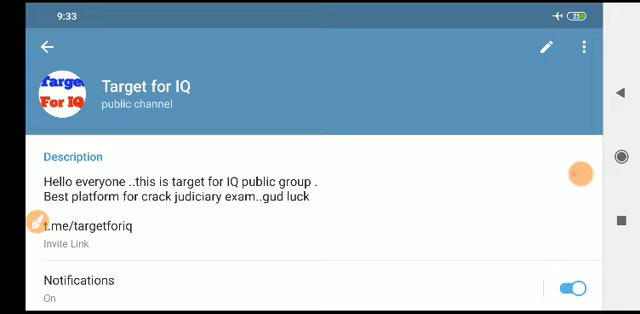 9:33
25
Target
For IQ
Target for IQ
public channel
Description
Hello everyone ..this is target for IQ public group .
Best platform for crack judiciary exam..gud luck
t.me/targetforiq
Invite Link
Notifications
On